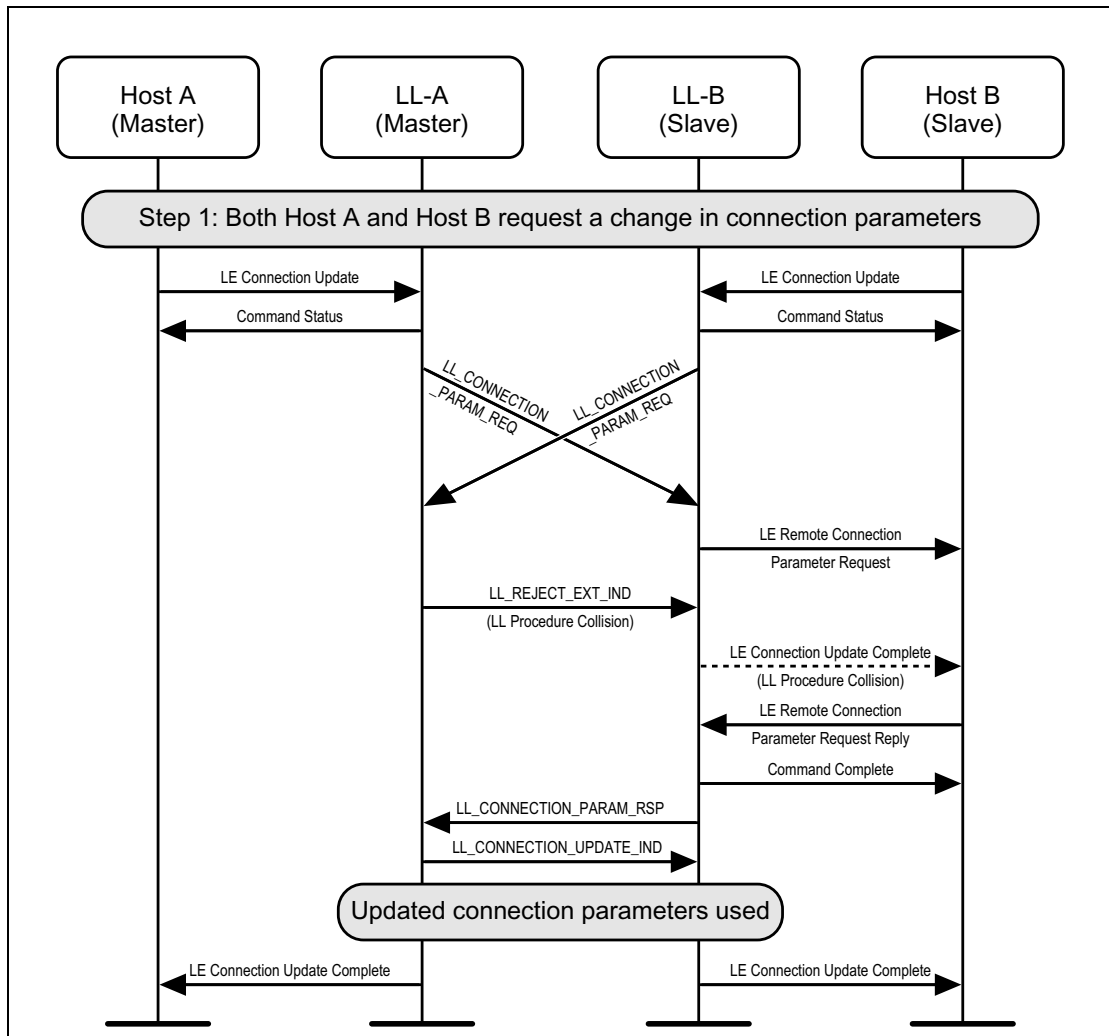 Host A
(Master)
LL-A
(Master)
LL-B
(Slave)
Host B
(Slave)
Step 1: Both Host A and Host B request a change in connection parameters
LE Connection Update
LE Connection Update
Command Status
Command Status
LL_CONNECTION
_PARAM_REQ
LL_CONNECTION
_PARAM_REQ
LE Remote Connection
Parameter Request
LL_REJECT_EXT_IND
(LL Procedure Collision)
LE Connection Update Complete
(LL Procedure Collision)
LE Remote Connection
Parameter Request Reply
Command Complete
LL_CONNECTION_PARAM_RSP
LL_CONNECTION_UPDATE_IND
Updated connection parameters used
LE Connection Update Complete
LE Connection Update Complete